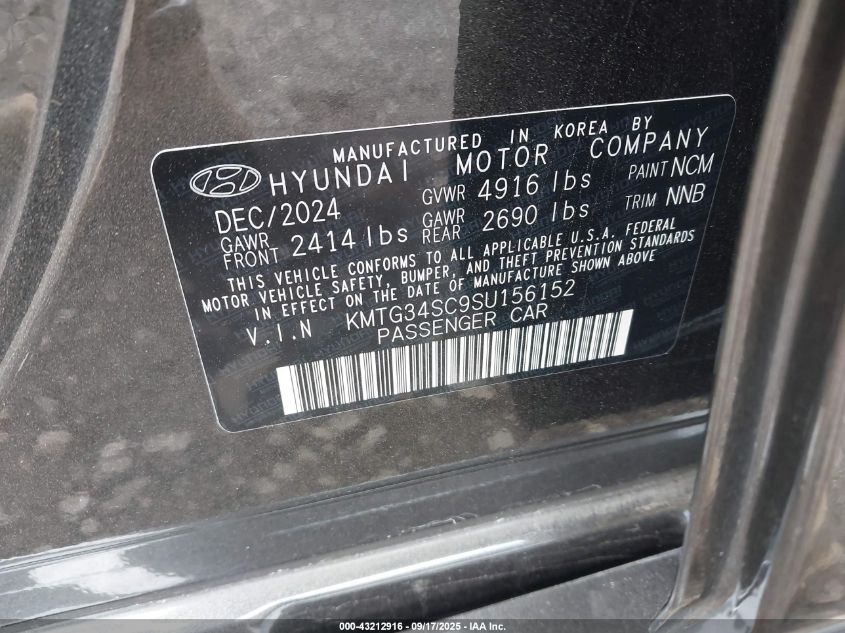 MANUFACTURED IN KOREA BY
HYUNDAI MOTOR COMPANY
DEC/2024 GVWR 4916 lbs PAINT NCM
GAWR FRONT 2414 lbs GAWR REAR 2690 lbs TRIM NNB
THIS VEHICLE CONFORMS TO ALL APPLICABLE U.S.A. FEDERAL
MOTOR VEHICLE SAFETY, BUMPER, AND THEFT PREVENTION STANDARDS
IN EFFECT ON THE DATE OF MANUFACTURE SHOWN ABOVE
V.I.N KMTG34SC9SU156152
PASSENGER CAR
000-43212916 - 09/17/2025 - IAA Inc.